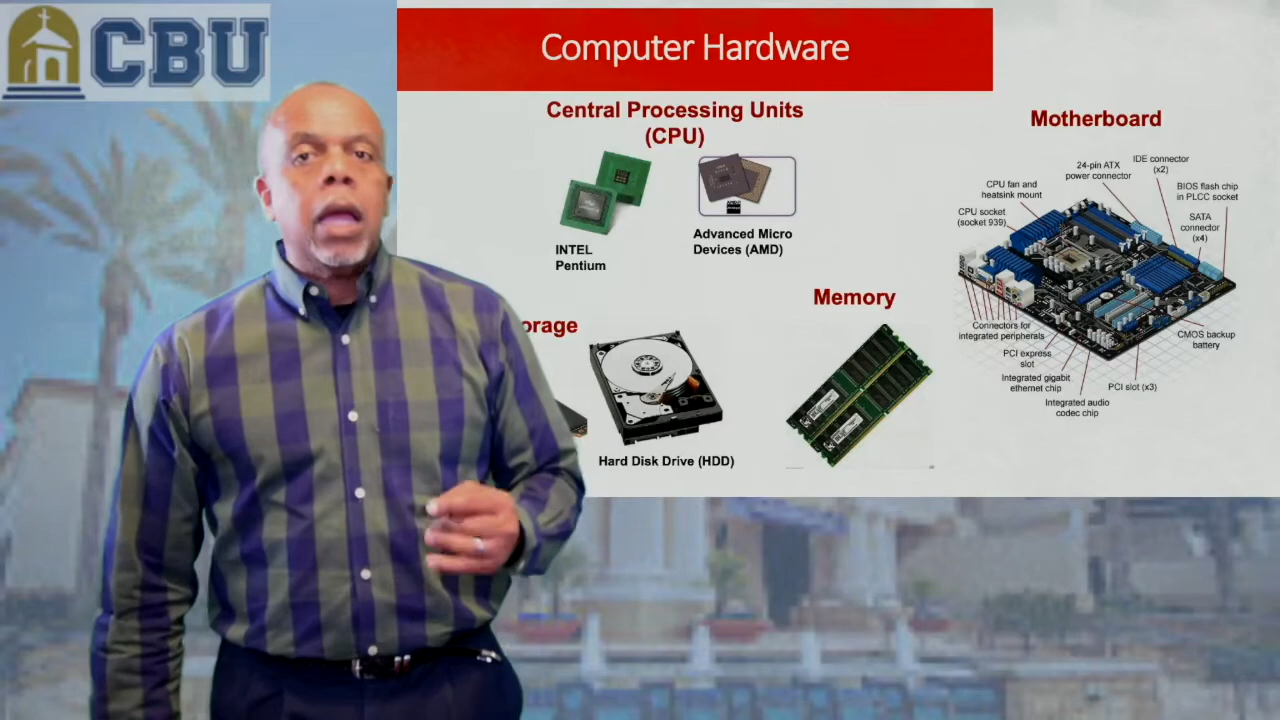 CBU
Computer Hardware
Central Processing Units
(CPU)
INTEL
Pentium
Advanced Micro
Devices (AMD)
Motherboard
24-pin ATX
power connector
IDE connector
(x2)
CPU fan and
heatsink mount
BIOS flash chip
in PLCC socket
CPU socket
(socket 939)
SATA
connector
(x4)
Connectors for
integrated peripherals
PCI express
slot
Integrated gigabit
ethernet chip
Integrated audio
codec chip
PCI slot (x3)
CMOS backup
battery
orage
Hard Disk Drive (HDD)
Memory